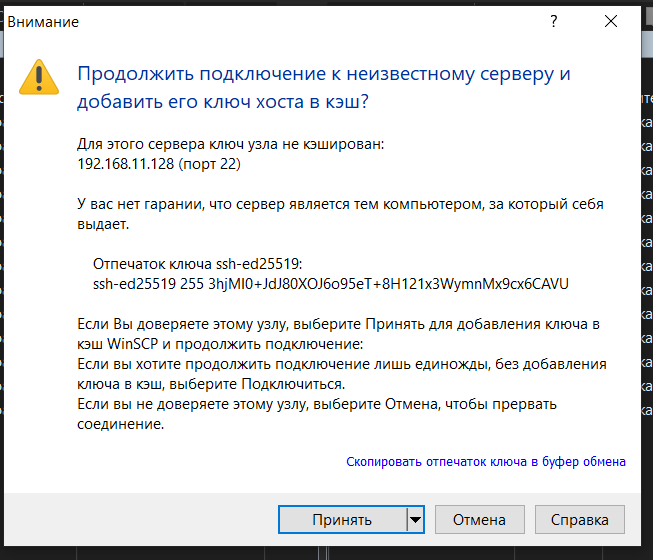 Внимание
?
Продолжить подключение к неизвестному серверу и
добавить его ключ хоста в кэш?
Для этого сервера ключ узла не кэширован:
192.168.11.128 (порт 22)
У вас нет гарании, что сервер является тем компьютером, за который себя
выдает.
Отпечаток ключа ssh-ed25519:
ssh-ed25519 255 3hjMI0+JdJ80XOJ6o95eT+8H121x3WymnMx9cx6CAVU
Если Вы доверяете этому узлу, выберите Принять для добавления ключа в
кэш WinSCP и продолжить подключение:
Если вы хотите продолжить подключение лишь единожды, без добавления
ключа в кэш, выберите Подключиться.
Если вы не доверяете этому узлу, выберите Отмена, чтобы прервать
соединение.
Скопировать отпечаток ключа в буфер обмена
Принять
Отмена
Справка